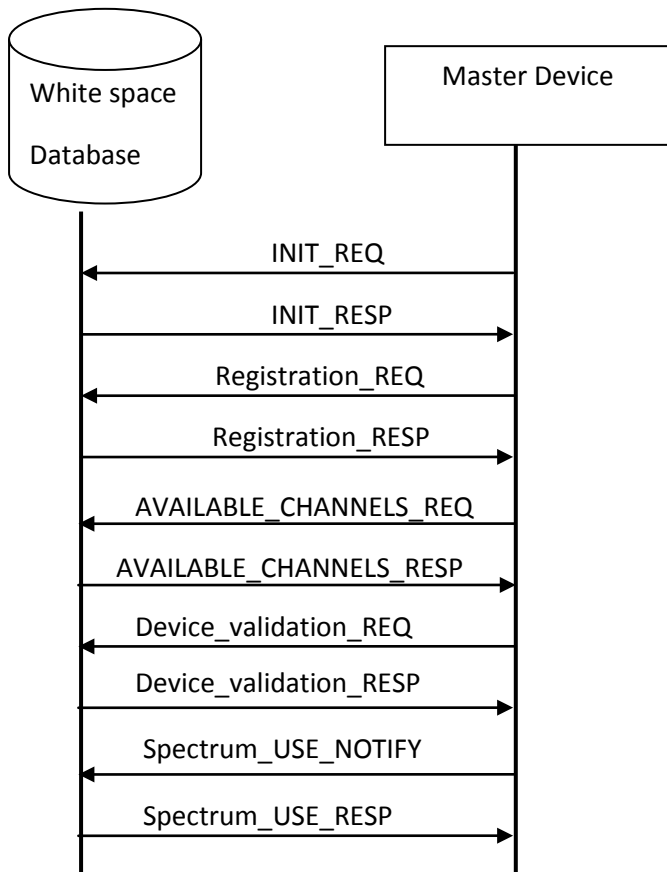 White space
Database
Master Device
INIT_REQ
INIT_RESP
Registration_REQ
Registration_RESP
AVAILABLE_CHANNELS_REQ
AVAILABLE_CHANNELS_RESP
Device_validation_REQ
Device_validation_RESP
Spectrum_USE_NOTIFY
Spectrum_USE_RESP